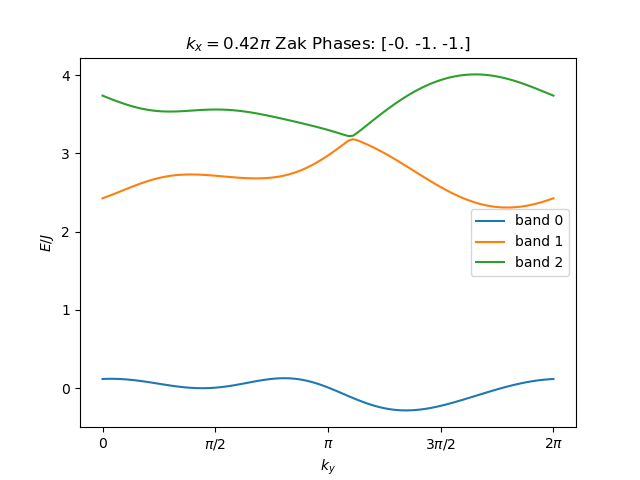 $k_x = 0.42\pi$ Zak Phases: [-0. -1. -1.]
4
3
2
1
0
E/J
band 0
band 1
band 2
0
π/2
π
3π/2
2π
$k_y$